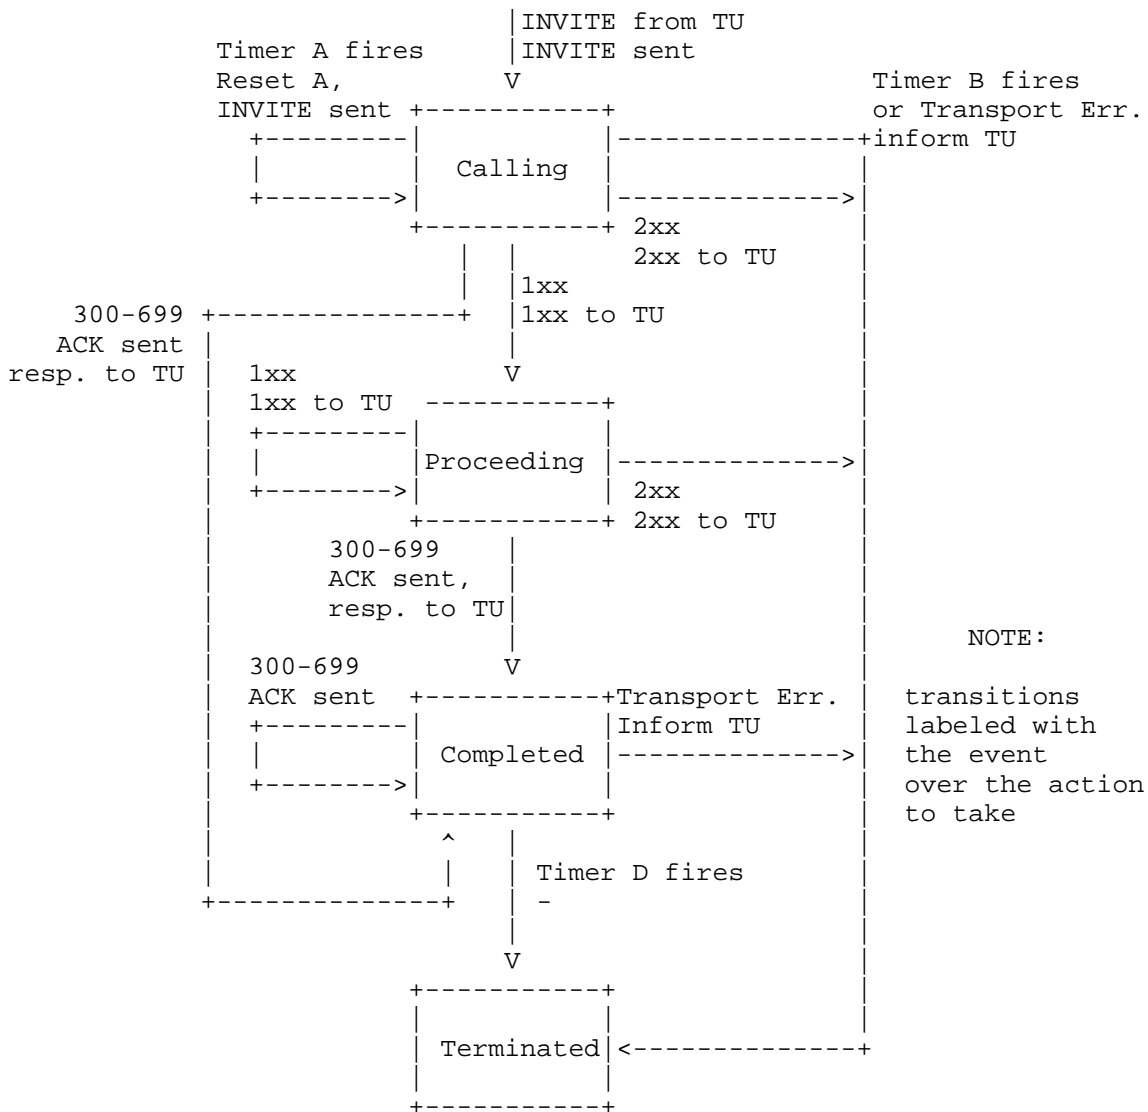 INVITE from TU
Timer A fires INVITE sent
Reset A, V Timer B fires
INVITE sent or Transport Err.
inform TU
Calling
2xx
2xx to TU
1xx
300-699 1xx to TU
ACK sent
resp. to TU 1xx V
1xx to TU
Proceeding
2xx
2xx to TU
300-699
ACK sent,
resp. to TU
NOTE:
300-699 V
ACK sent Transport Err. transitions
Inform TU labeled with
Completed the event
over the action
to take
Timer D fires
-
V
Terminated